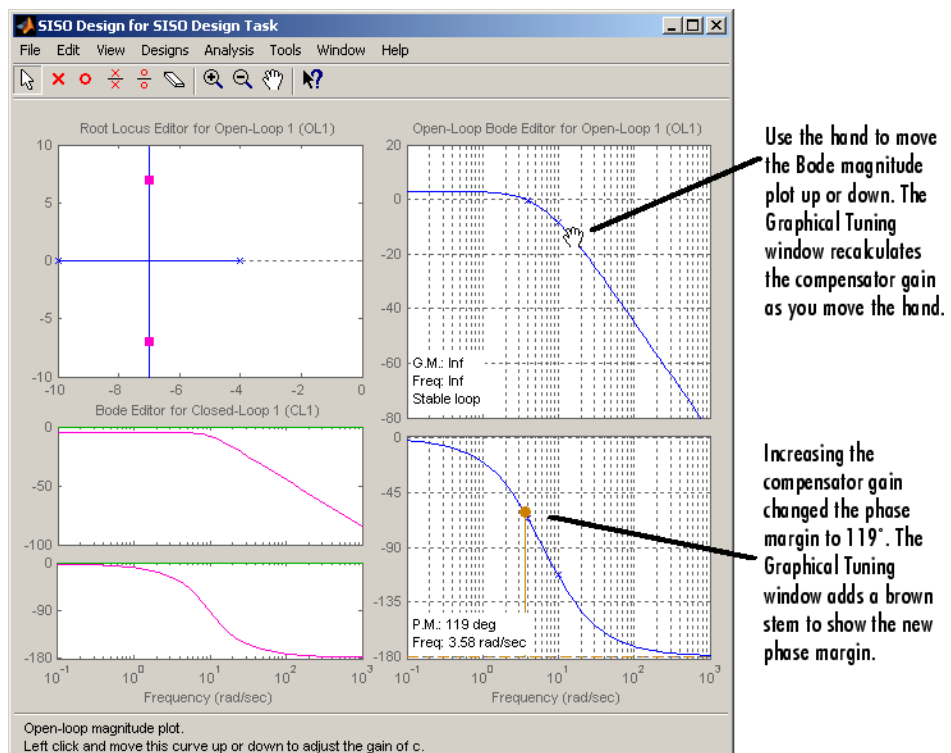 SISO Design for SISO Design Task
File Edit View Designs Analysis Tools Window Help
Root Locus Editor for Open-Loop 1 (OL1)
10
5
0
-5
-10
-10 -8 -6 -4 -2 0
Bode Editor for Closed-Loop 1 (CL1)
0
-50
-100
0
-90
-180
10^-1 10^0 10^1 10^2 10^3
Frequency (rad/sec)
Open-Loop Bode Editor for Open-Loop 1 (OL1)
20
0
-20
-40
-60
-80
G.M.: Inf
Freq: Inf
Stable loop
0
-45
-90
-135
-180
P.M.: 119 deg
Freq: 3.58 rad/sec
10^-1 10^0 10^1 10^2 10^3
Frequency (rad/sec)
Use the hand to move
the Bode magnitude
plot up or down. The
Graphical Tuning
window recalculates
the compensator gain
as you move the hand.
Increasing the
compensator gain
changed the phase
margin to 119°. The
Graphical Tuning
window adds a brown
stem to show the new
phase margin.
Open-loop magnitude plot.
Left click and move this curve up or down to adjust the gain of c.